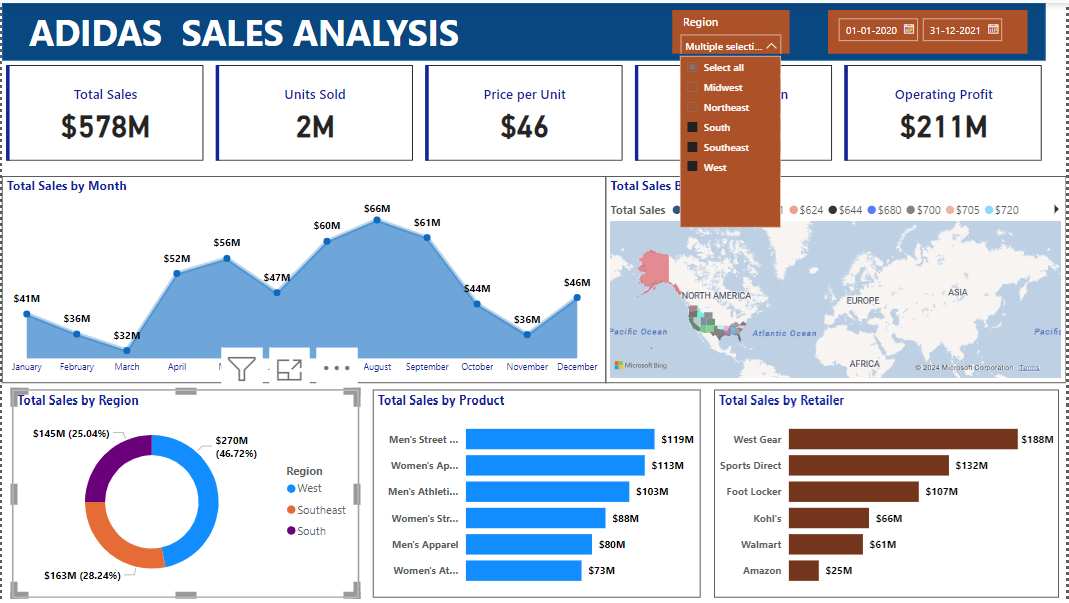 ADIDAS SALES ANALYSIS
Region
Multiple selecti...
01-01-2020
31-12-2021
Select all
Midwest
Northeast
South
Southeast
West
Total Sales
$578M
Units Sold
2M
Price per Unit
$46
n
Operating Profit
$211M
Total Sales by Month
$41M
$36M
$32M
$52M
$56M
$47M
$60M
$66M
$61M
$44M
$36M
$46M
January
February
March
April
August
September
October
November
December
Total Sales B
Total Sales
1
$624
$644
$680
$700
$705
$720
NORTH AMERICA
EUROPE
ASIA
AFRICA
Pacific Ocean
Atlantic Ocean
Pacifi
Microsoft Bing
© 2024 Microsoft Corporation
Terms
Total Sales by Region
$145M (25.04%)
$270M
(46.72%)
$163M (28.24%)
Region
West
Southeast
South
Total Sales by Product
Men's Street ...
$119M
Women's Ap...
$113M
Men's Athleti...
$103M
Women's Str...
$88M
Men's Apparel
$80M
Women's At...
$73M
Total Sales by Retailer
West Gear
$188M
Sports Direct
$132M
Foot Locker
$107M
Kohl's
$66M
Walmart
$61M
Amazon
$25M